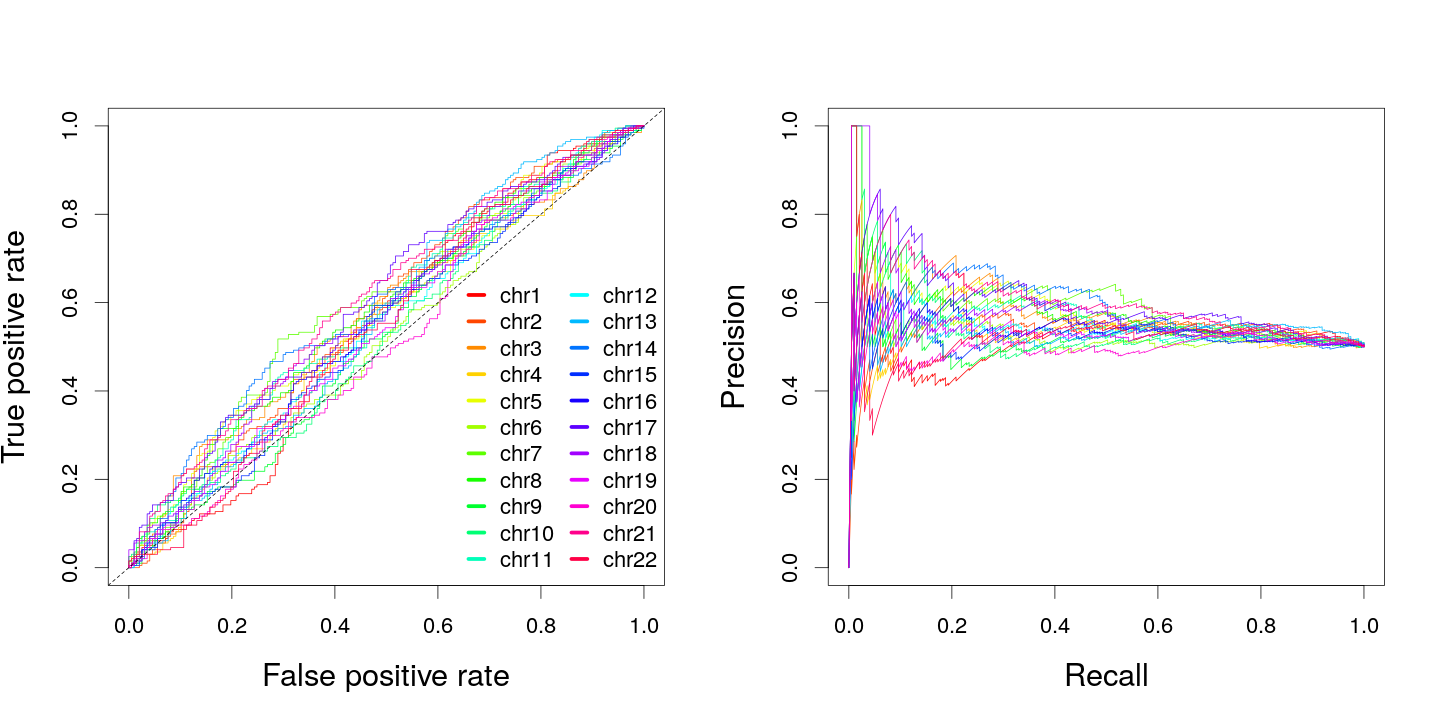 True positive rate
1.0
0.8
0.6
0.4
0.2
0.0
chr1 chr12
chr2 chr13
chr3 chr14
chr4 chr15
chr5 chr16
chr6 chr17
chr7 chr18
chr8 chr19
chr9 chr20
chr10 chr21
chr11 chr22
0.0 0.2 0.4 0.6 0.8 1.0
False positive rate
Precision
1.0
0.8
0.6
0.4
0.2
0.0
0.0 0.2 0.4 0.6 0.8 1.0
Recall